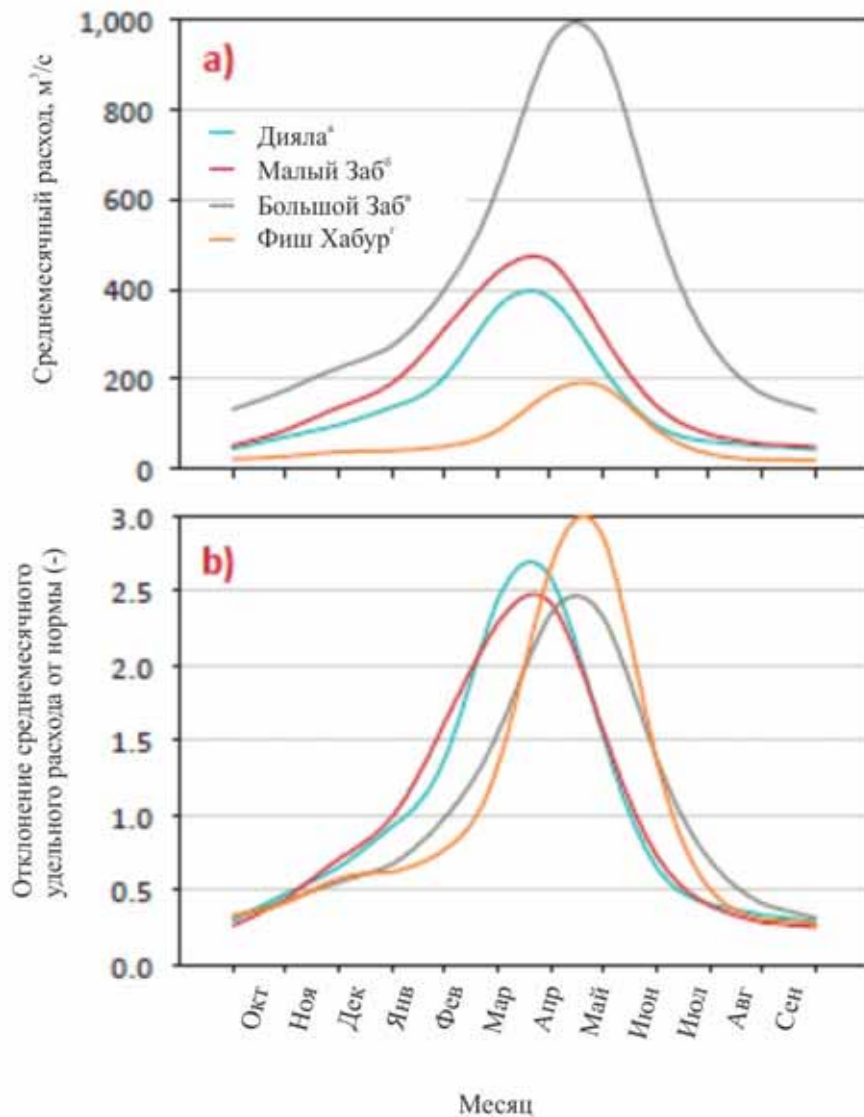 Среднемесячный расход, м³/с
1,000
800
600
400
200
0
a)
Дияла
Малый Заб
Большой Заб
Фиш Хабур
Отклонение среднемесячного
удельного расхода от нормы (-)
3.0
2.5
2.0
1.5
1.0
0.5
0.0
b)
Окт
Ноя
Дек
Янв
Фев
Мар
Апр
Май
Июн
Июл
Авг
Сен
Месяц